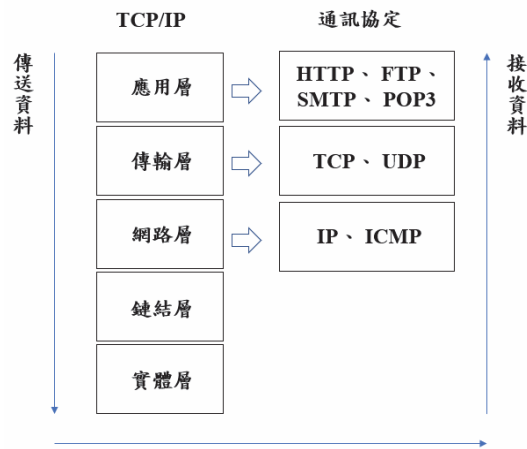 TCP/IP
通訊協定
傳送資料
應用層
HTTP、FTP、
SMTP、POP3
接收資料
傳輸層
TCP、UDP
網路層
IP、ICMP
鏈結層
實體層